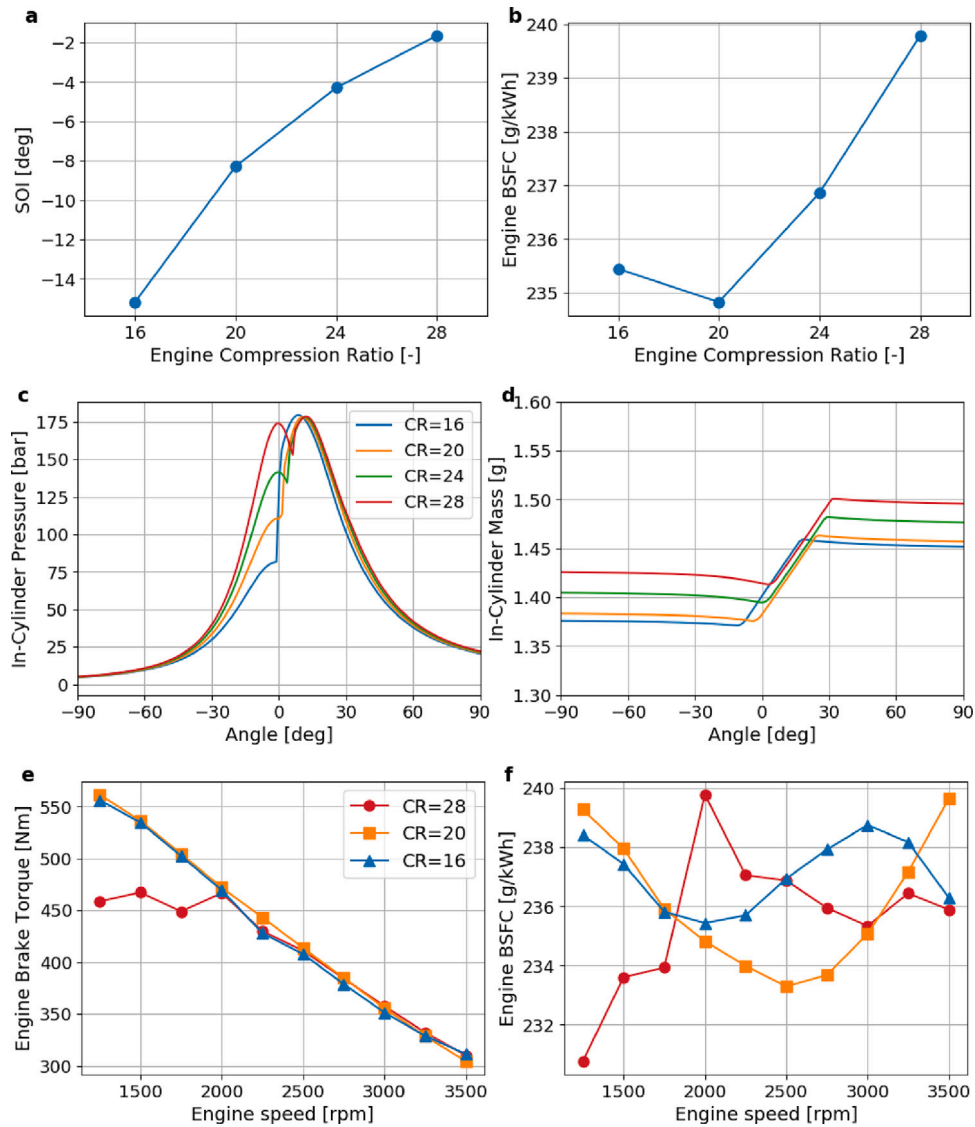 a
−2
−4
−6
−8
−10
−12
−14
SOI [deg]
16 20 24 28
Engine Compression Ratio [-]
b
240
239
238
237
236
235
Engine BSFC [g/kWh]
16 20 24 28
Engine Compression Ratio [-]
c
175
150
125
100
75
50
25
0
In-Cylinder Pressure [bar]
CR=16
CR=20
CR=24
CR=28
−90 −60 −30 0 30 60 90
Angle [deg]
d
1.60
1.55
1.50
1.45
1.40
1.35
1.30
In-Cylinder Mass [g]
−90 −60 −30 0 30 60 90
Angle [deg]
e
550
500
450
400
350
300
Engine Brake Torque [Nm]
CR=28
CR=20
CR=16
1500 2000 2500 3000 3500
Engine speed [rpm]
f
240
238
236
234
232
Engine BSFC [g/kWh]
1500 2000 2500 3000 3500
Engine speed [rpm]